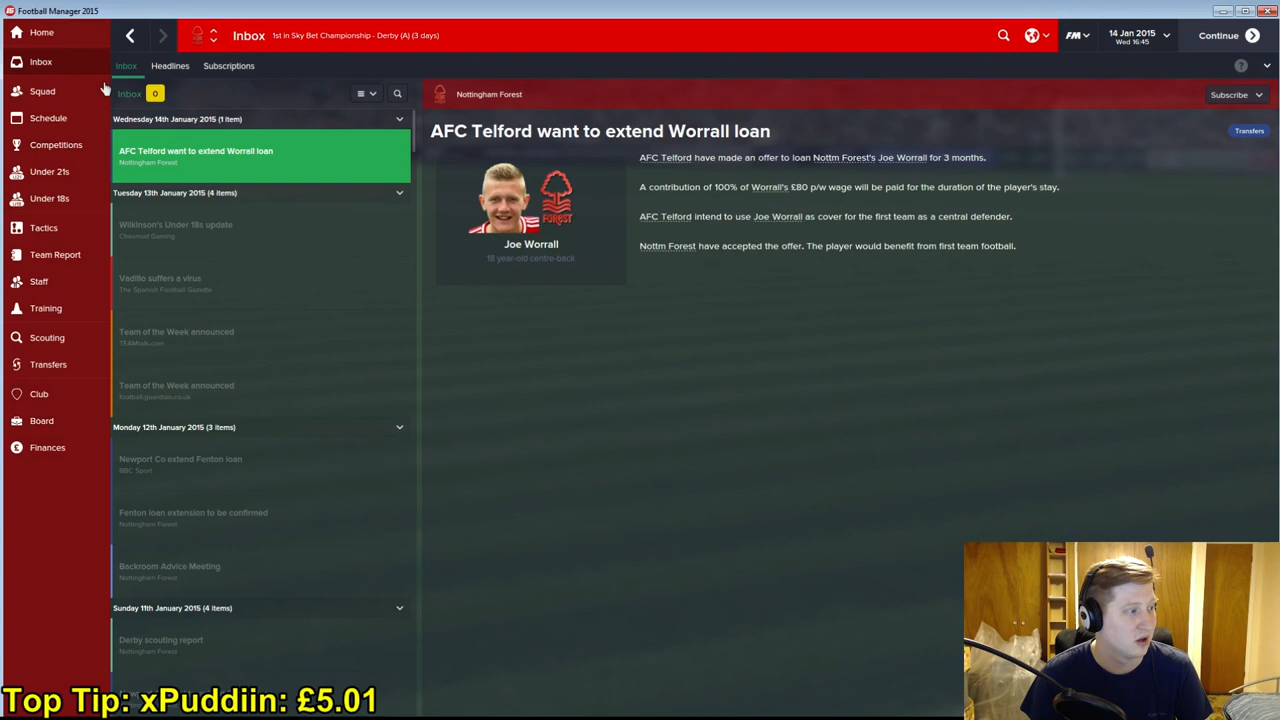 Football Manager 2015
Home
Inbox
Squad
Schedule
Competitions
Under 21s
Under 18s
Tactics
Team Report
Staff
Training
Scouting
Transfers
Club
Board
Finances
Inbox 1st in Sky Bet Championship - Derby (A) (3 days)
FM
14 Jan 2015
Wed 16:45
Continue
Inbox Headlines Subscriptions
Inbox 0
Wednesday 14th January 2015 (1 item)
AFC Telford want to extend Worrall loan
Nottingham Forest
Tuesday 13th January 2015 (4 items)
Wilkinson's Under 18s update
Chesnoid Gaming
Vadillo suffers a virus
The Spanish Football Gazette
Team of the Week announced
TEAMtalk.com
Team of the Week announced
football.guardian.co.uk
Monday 12th January 2015 (3 items)
Newport Co extend Fenton loan
BBC Sport
Fenton loan extension to be confirmed
Nottingham Forest
Backroom Advice Meeting
Nottingham Forest
Sunday 11th January 2015 (4 items)
Derby scouting report
Nottingham Forest
Nottingham Forest
Subscribe
AFC Telford want to extend Worrall loan
Transfers
FOREST
Joe Worrall
18 year-old centre-back
AFC Telford have made an offer to loan Nottm Forest's Joe Worrall for 3 months.
A contribution of 100% of Worrall's £80 p/w wage will be paid for the duration of the player's stay.
AFC Telford intend to use Joe Worrall as cover for the first team as a central defender.
Nottm Forest have accepted the offer. The player would benefit from first team football.
Top Tip: xPuddiin: £5.01